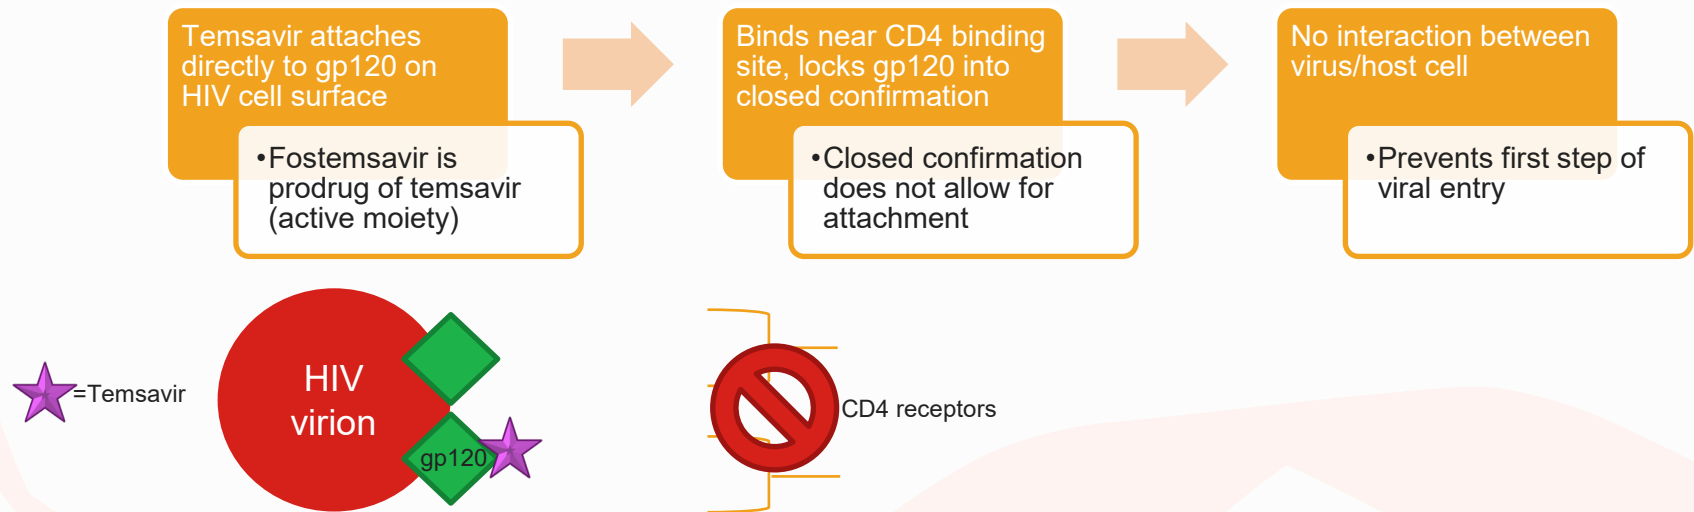 Temsavir attaches
directly to gp120 on
HIV cell surface
•Fostemsavir is
prodrug of temsavir
(active moiety)
Binds near CD4 binding
site, locks gp120 into
closed confirmation
•Closed confirmation
does not allow for
attachment
No interaction between
virus/host cell
•Prevents first step of
viral entry
=Temsavir
HIV
virion
gp120
CD4 receptors